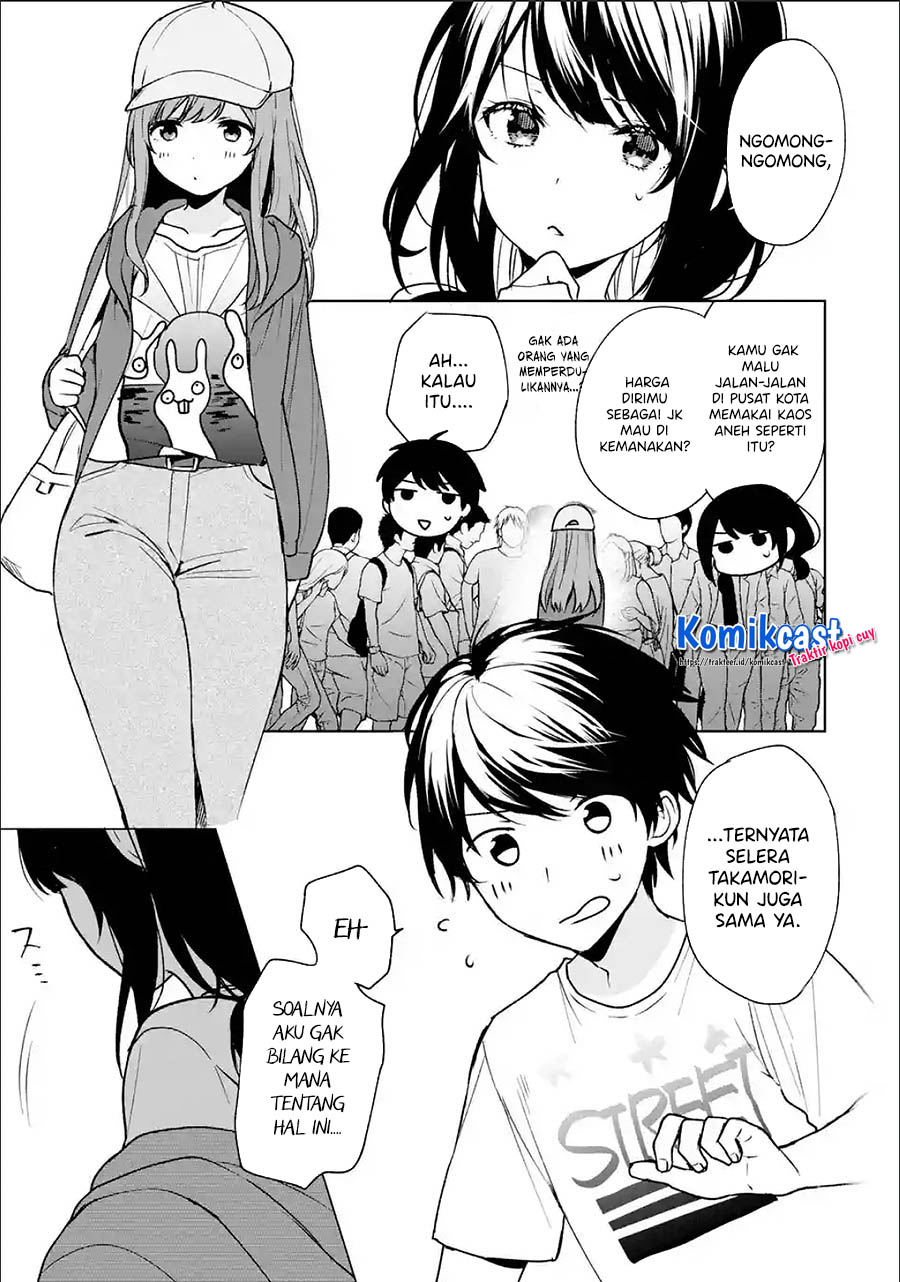 NGOMONG-
NGOMONG,
KAMU GAK
MALU
JALAN-JALAN
DI PUSAT KOTA
MEMAKAI KAOS
ANEH SEPERTI
ITU?
HARGA
DIRIMU
SEBAGAI JK
MAU DI
KEMANAKAN?
GAK ADA
ORANG YANG
MEMPERDU-
LIKANNYA...?
AH...
KALAU
ITU....
Komikcast
https://trakteer.id/komikcast
Traktir kopi cuy
...TERNYATA
SELERA
TAKAMORI-
KUN JUGA
SAMA YA.
STREET
EH
SOALNYA
AKU GAK
BILANG KE
MANA
TENTANG
HAL INI....
ス